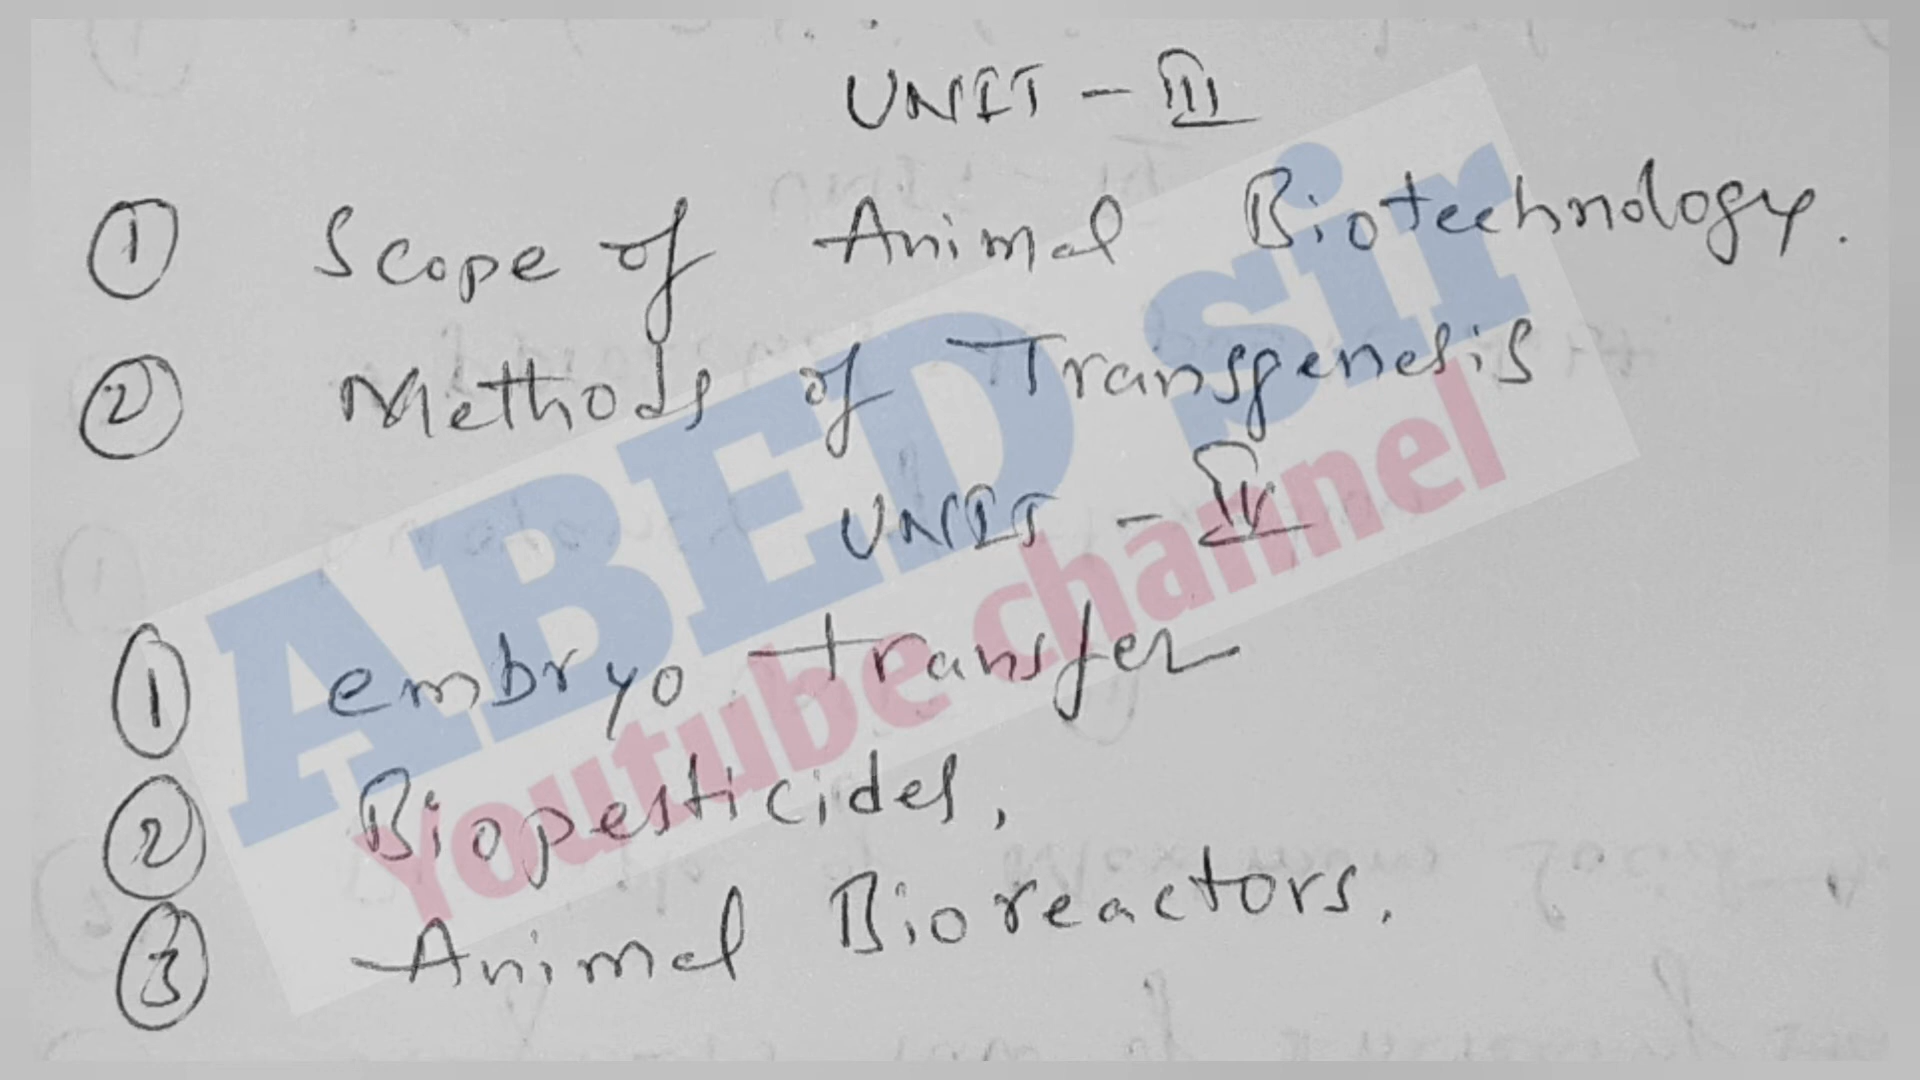 UNIT - III
1 Scope of Animal Biotechnology.
2 Methods of Transgenesis
UNIT - IV
1 embryo transfer
2 Biopesticides,
3 Animal Bioreactors.
ABED sir
Youtube channel